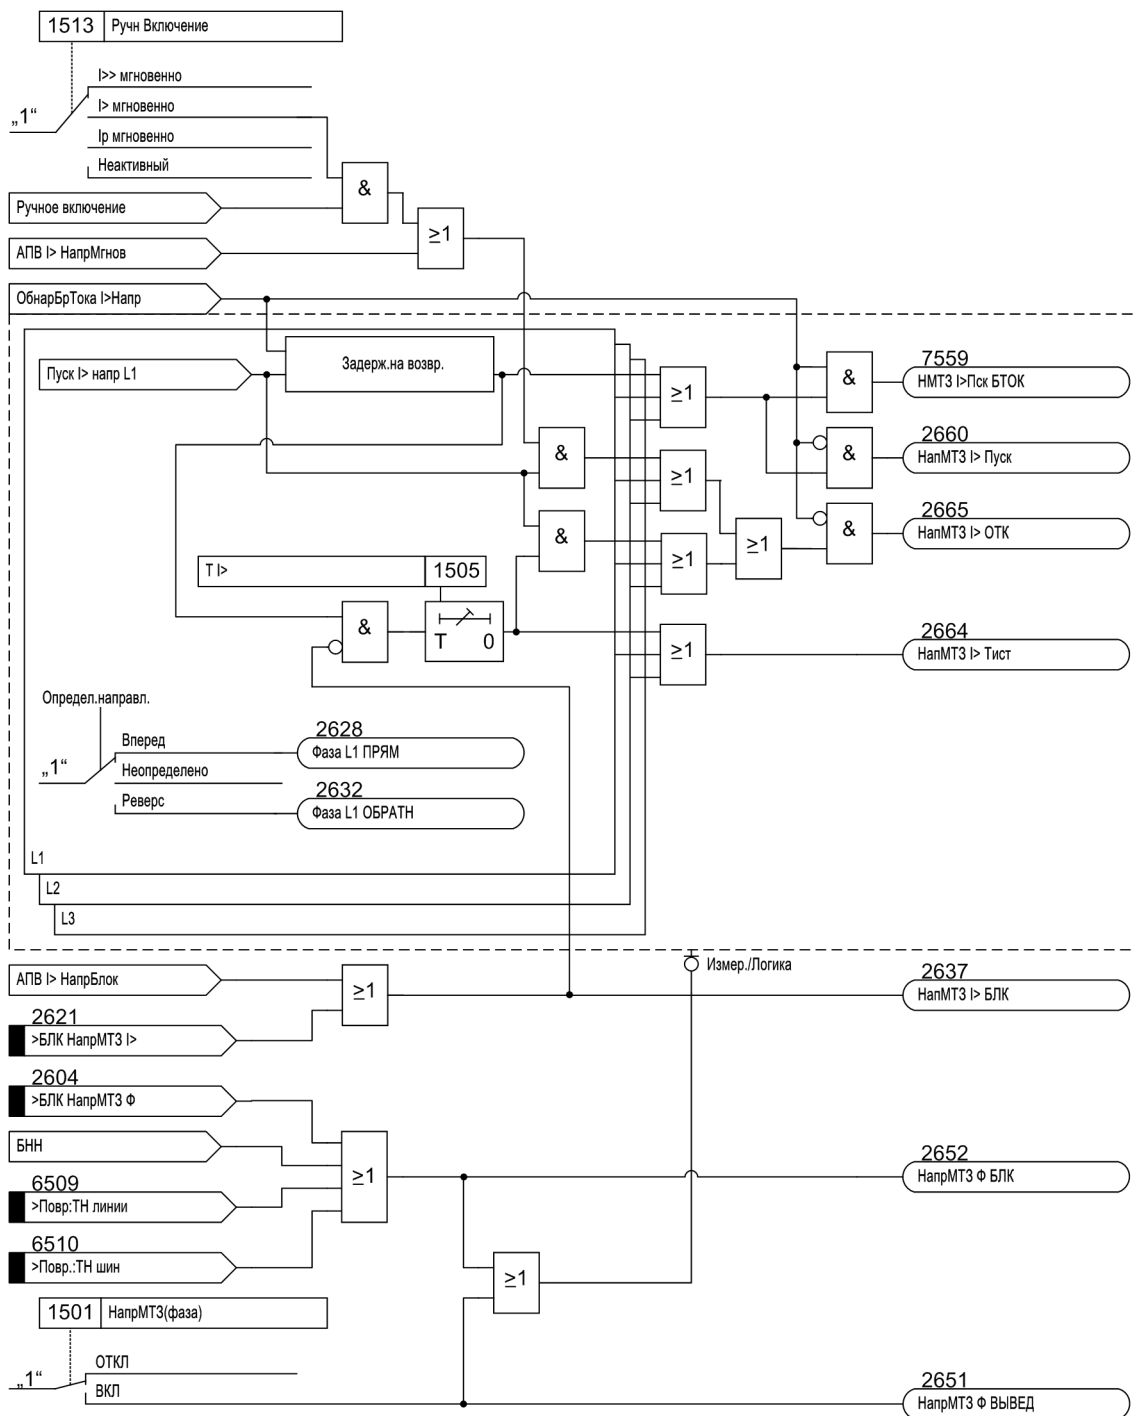 1513 Ручн Включение
I>> мгновенно
„1“
I> мгновенно
Ip мгновенно
Неактивный
&
Ручное включение
≥1
АПВ I> НапрМгнов
ОбнарБрТока I>Напр
Пуск I> напр L1
Задерж.на возвр.
≥1
&
7559
НМТЗ I>Пск БТОК
&
≥1
&
2660
НапМТЗ I> Пуск
&
≥1
≥1
&
2665
НапМТЗ I> ОТК
T I> 1505
&
T 0
≥1
2664
НапМТЗ I> Тист
Определ.направл.
„1“
Вперед
2628
Фаза L1 ПРЯМ
Неопределено
Реверс
2632
Фаза L1 ОБРАТН
L1
L2
L3
АПВ I> НапрБлок
≥1
Измер./Логика
2637
НапМТЗ I> БЛК
2621
>БЛК НапрМТЗ I>
2604
>БЛК НапрМТЗ Ф
БНН
≥1
2652
НапрМТЗ Ф БЛК
6509
>Повр:ТН линии
6510
>Повр.:ТН шин
≥1
1501 НапрМТЗ(фаза)
„1“
ОТКЛ
ВКЛ
2651
НапрМТЗ Ф ВЫВЕД